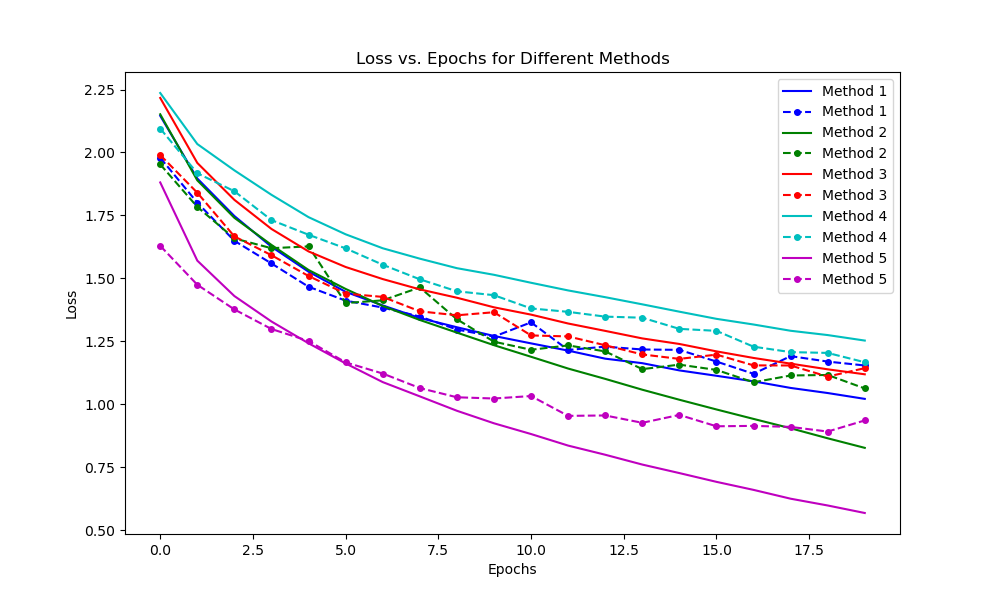 Loss vs. Epochs for Different Methods
Loss
2.25
2.00
1.75
1.50
1.25
1.00
0.75
0.50
0.0
2.5
5.0
7.5
10.0
12.5
15.0
17.5
Epochs
Method 1
Method 1
Method 2
Method 2
Method 3
Method 3
Method 4
Method 4
Method 5
Method 5